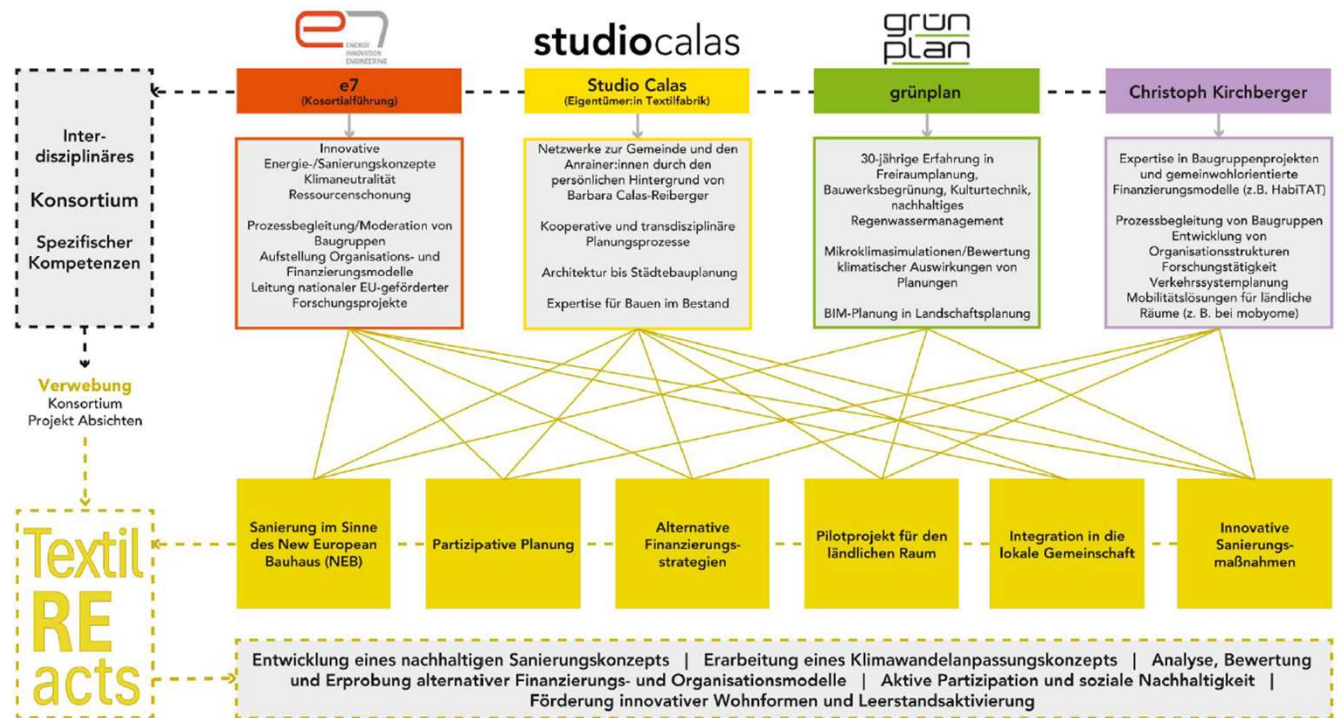 e7
ENERGY
INNOVATION
ENGINEERING
studiocalas
grün
plan
e7
(Kosortialführung)
Studio Calas
(Eigentümer:in Textilfabrik)
grünplan
Christoph Kirchberger
Inter-
disziplinäres
Konsortium
Spezifischer
Kompetenzen
Innovative
Energie-/Sanierungskonzepte
Klimaneutralität
Ressourcenschonung
Prozessbegleitung/Moderation von
Baugruppen
Aufstellung Organisations- und
Finanzierungsmodelle
Leitung nationaler EU-geförderter
Forschungsprojekte
Netzwerke zur Gemeinde und den
Anrainer:innen durch den
persönlichen Hintergrund von
Barbara Calas-Reiberger
Kooperative und transdisziplinäre
Planungsprozesse
Architektur bis Städtebauplanung
Expertise für Bauen im Bestand
30-jährige Erfahrung in
Freiraumplanung,
Bauwerksbegrünung, Kulturtechnik,
nachhaltiges
Regenwassermanagement
Mikroklimasimulationen/Bewertung
klimatischer Auswirkungen von
Planungen
BIM-Planung in Landschaftsplanung
Expertise in Baugruppenprojekten
und gemeinwohlorientierte
Finanzierungsmodelle (z.B. HabiTAT)
Prozessbegleitung von Baugruppen
Entwicklung von
Organisationsstrukturen
Forschungstätigkeit
Verkehrssystemplanung
Mobilitätslösungen für ländliche
Räume (z. B. bei mobyome)
Verwebung
Konsortium
Projekt Absichten
Textil
RE
acts
Sanierung im Sinne
des New European
Bauhaus (NEB)
Partizipative Planung
Alternative
Finanzierungs-
strategien
Pilotprojekt für den
ländlichen Raum
Integration in die
lokale Gemeinschaft
Innovative
Sanierungs-
maßnahmen
Entwicklung eines nachhaltigen Sanierungskonzepts | Erarbeitung eines Klimawandelanpassungskonzepts | Analyse, Bewertung
und Erprobung alternativer Finanzierungs- und Organisationsmodelle | Aktive Partizipation und soziale Nachhaltigkeit |
Förderung innovativer Wohnformen und Leerstandsaktivierung